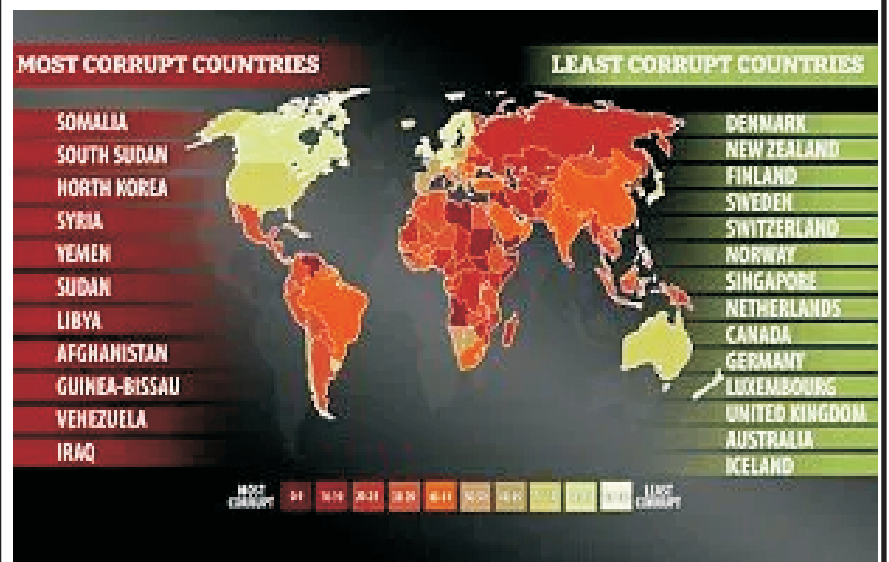 MOST CORRUPT COUNTRIES
SOMALIA
SOUTH SUDAN
NORTH KOREA
SYRIA
YEMEN
SUDAN
LIBYA
AFGHANISTAN
GUINEA-BISSAU
VENEZUELA
IRAQ
LEAST CORRUPT COUNTRIES
DENMARK
NEW ZEALAND
FINLAND
SWEDEN
SWITZERLAND
NORWAY
SINGAPORE
NETHERLANDS
CANADA
GERMANY
LUXEMBOURG
UNITED KINGDOM
AUSTRALIA
ICELAND
MOST CORRUPT
LEAST CORRUPT